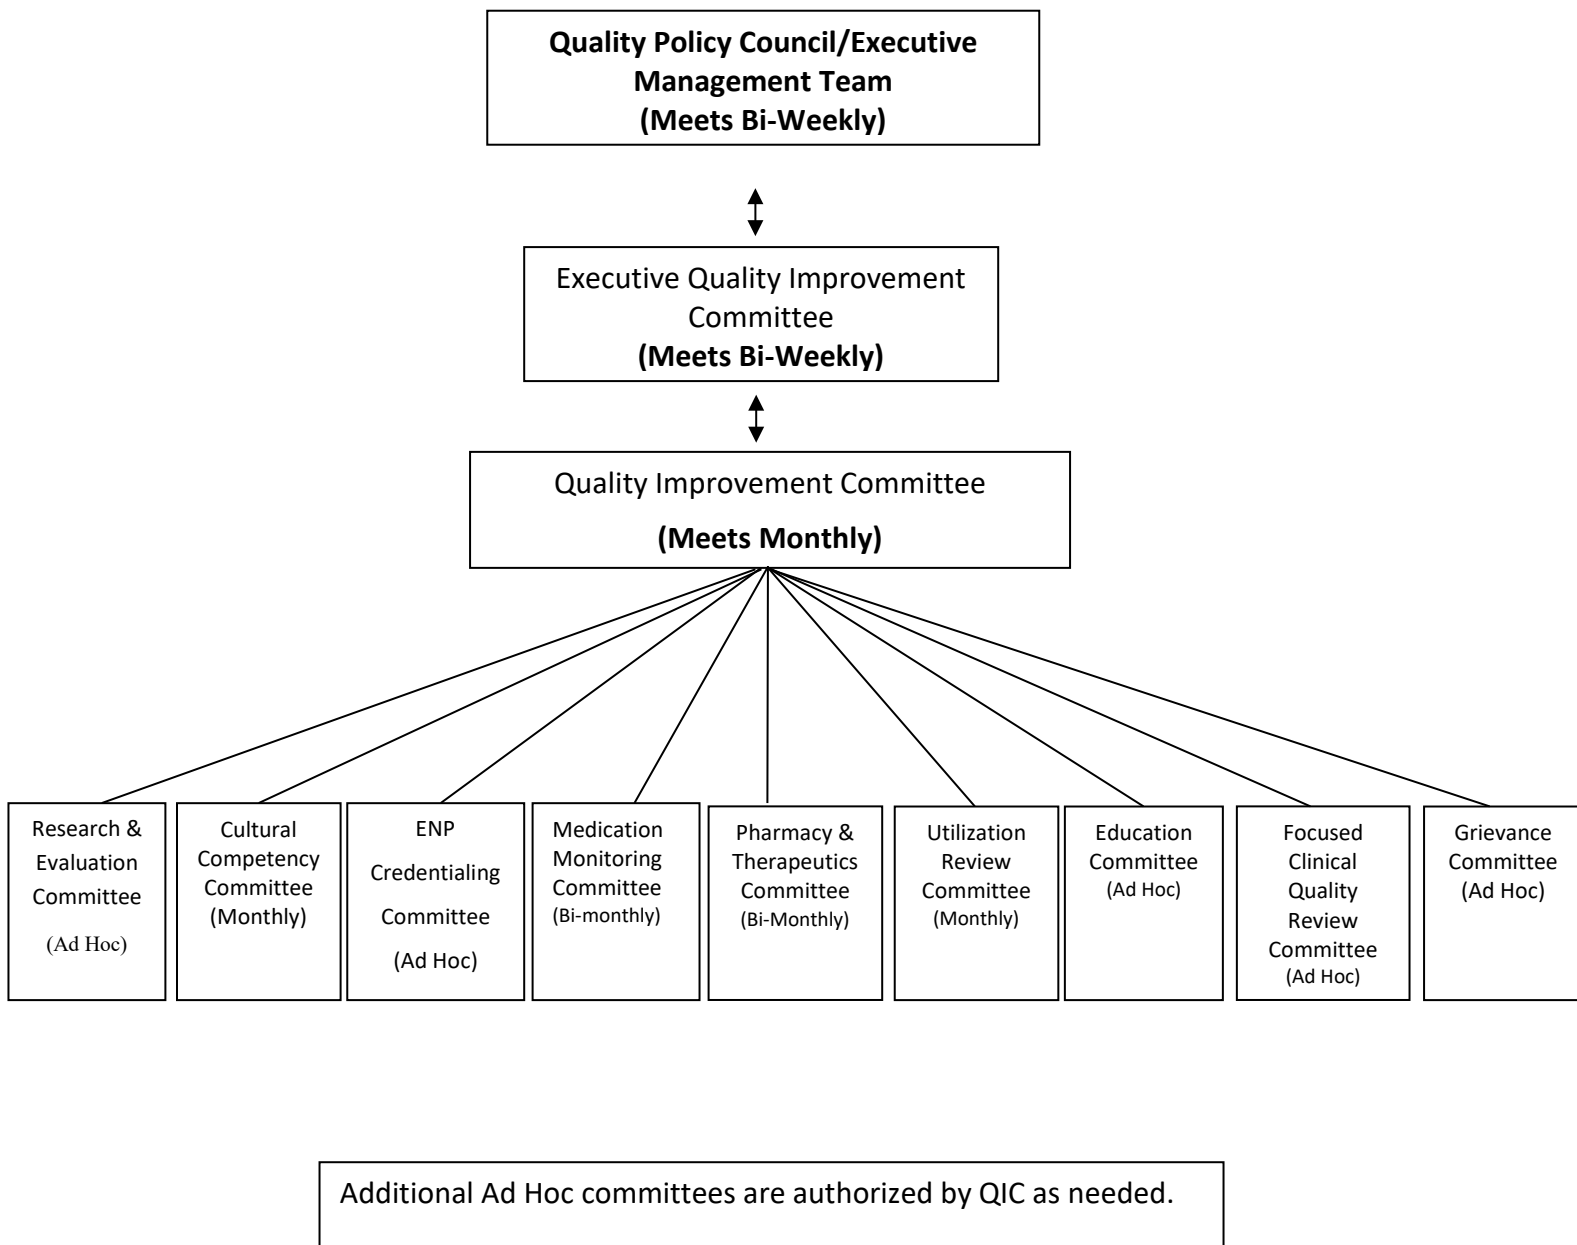 Quality Policy Council/Executive
Management Team
(Meets Bi-Weekly)
Executive Quality Improvement
Committee
(Meets Bi-Weekly)
Quality Improvement Committee
(Meets Monthly)
Research &
Evaluation
Committee
(Ad Hoc)
Cultural
Competency
Committee
(Monthly)
ENP
Credentialing
Committee
(Ad Hoc)
Medication
Monitoring
Committee
(Bi-monthly)
Pharmacy &
Therapeutics
Committee
(Bi-Monthly)
Utilization
Review
Committee
(Monthly)
Education
Committee
(Ad Hoc)
Focused
Clinical
Quality
Review
Committee
(Ad Hoc)
Grievance
Committee
(Ad Hoc)
Additional Ad Hoc committees are authorized by QIC as needed.